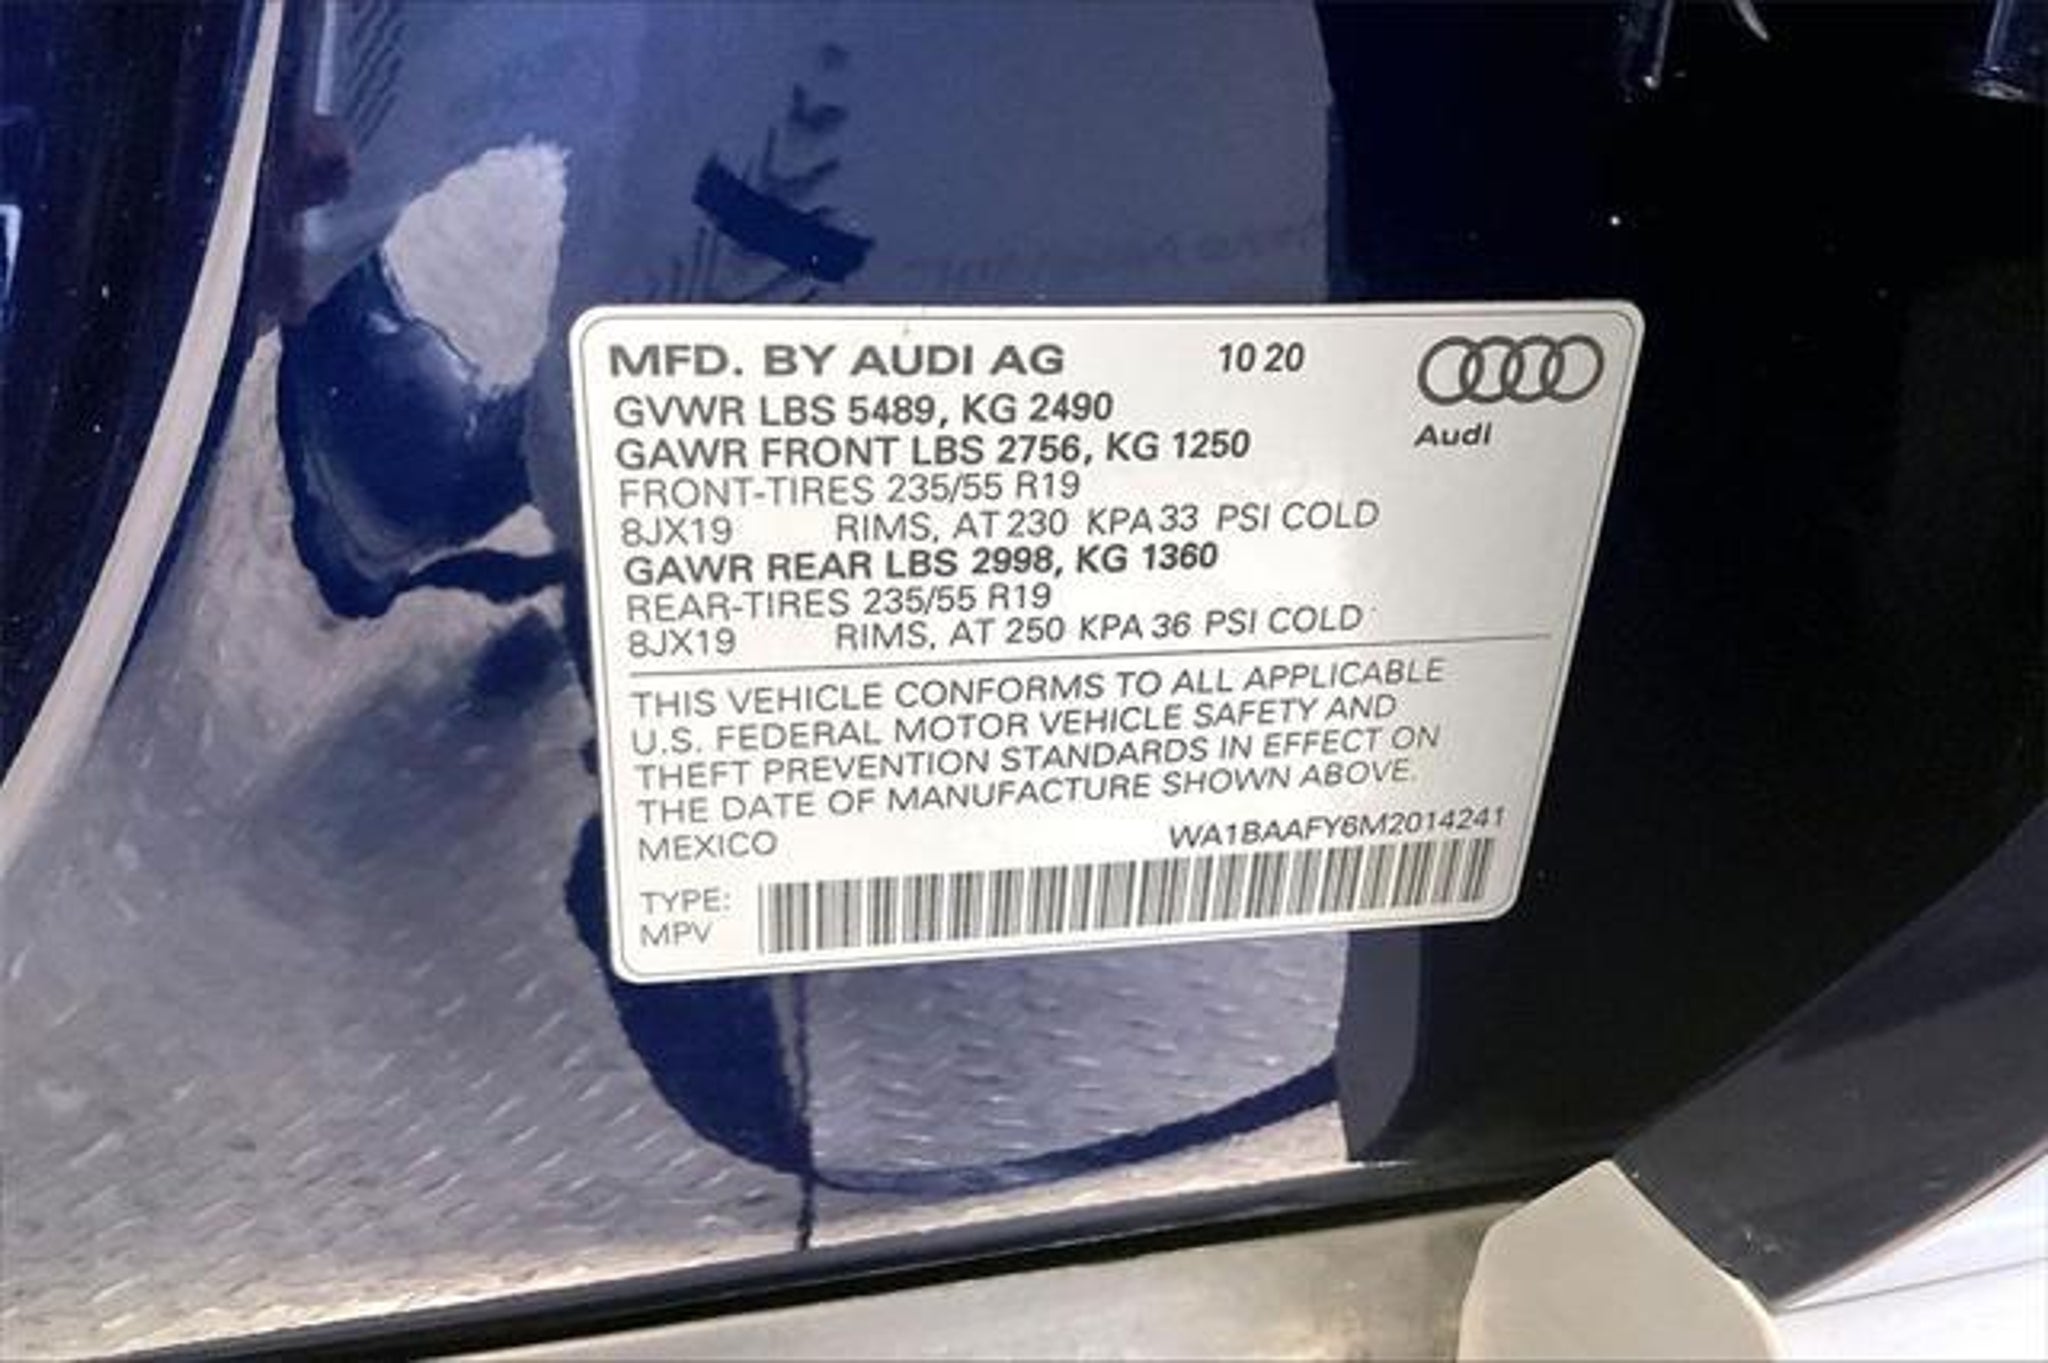 MFD. BY AUDI AG 10 20
GVWR LBS 5489, KG 2490
Audi
GAWR FRONT LBS 2756, KG 1250
FRONT-TIRES 235/55 R19
8JX19 RIMS, AT 230 KPA 33 PSI COLD
GAWR REAR LBS 2998, KG 1360
REAR-TIRES 235/55 R19
8JX19 RIMS, AT 250 KPA 36 PSI COLD
THIS VEHICLE CONFORMS TO ALL APPLICABLE
U.S. FEDERAL MOTOR VEHICLE SAFETY AND
THEFT PREVENTION STANDARDS IN EFFECT ON
THE DATE OF MANUFACTURE SHOWN ABOVE.
MEXICO WA1BAAFY6M2014241
TYPE:
MPV